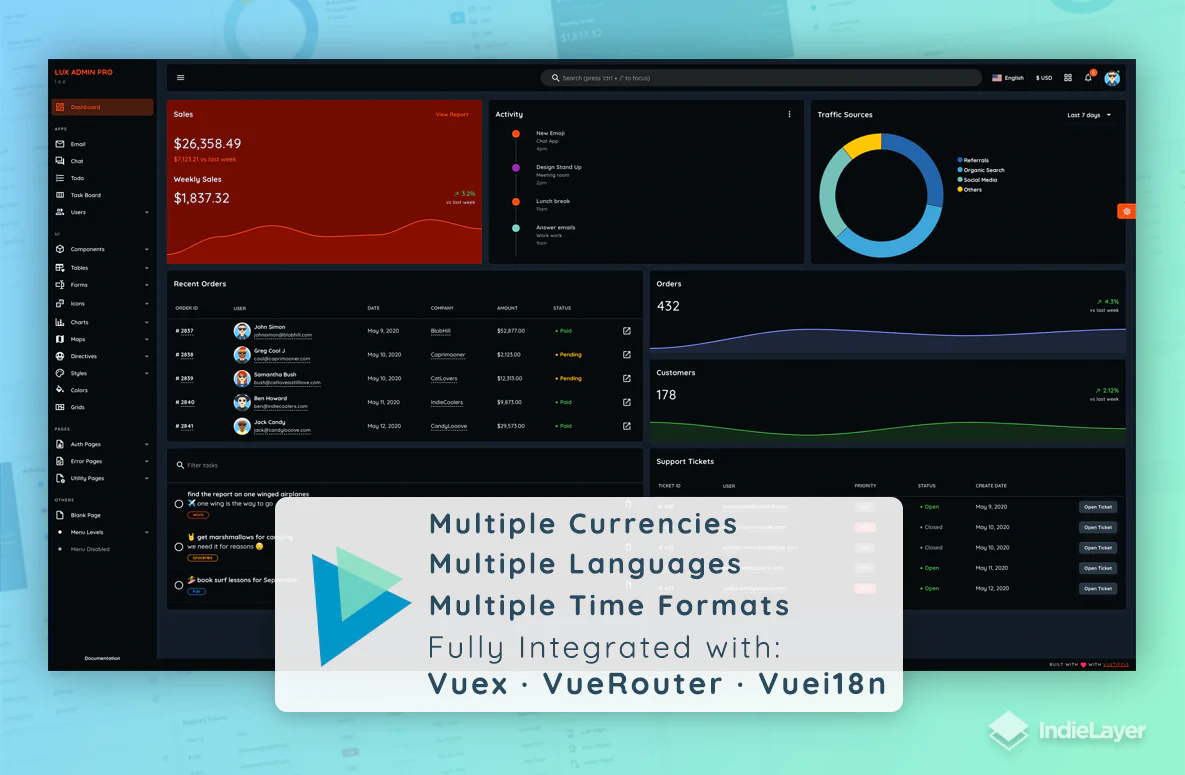 $1,837.32
LUX ADMIN PRO
1.0.0
Search (press 'ctrl + /' to focus)
English
$ USD
Dashboard
APPS
Email
Chat
Todo
Task Board
Users
UI
Components
Tables
Forms
Icons
Charts
Maps
Directives
Styles
Colors
Grids
PAGES
Auth Pages
Error Pages
Utility Pages
OTHERS
Blank Page
Menu Levels
Menu Disabled
Documentation
Sales
View Report
$26,358.49
$7,123.21 vs last week
Weekly Sales
$1,837.32
3.2%
vs last week
Activity
New Emoji
Chat App
4pm
Design Stand Up
Meeting room
2pm
Lunch break
11am
Answer emails
Work work
9am
Traffic Sources
Last 7 days
Referrals
Organic Search
Social Media
Others
Recent Orders
ORDER ID USER DATE COMPANY AMOUNT STATUS
# 2837 John Simon johnsimon@blobhill.com May 9, 2020 BlobHill $52,877.00 Paid
# 2838 Greg Cool J cool@caprimooner.com May 10, 2020 Caprimooner $2,123.00 Pending
# 2839 Samantha Bush bush@catloveisstilllove.com May 10, 2020 CatLovers $12,313.00 Pending
# 2840 Ben Howard ben@indiecoolers.com May 11, 2020 IndieCoolers $9,873.00 Paid
# 2841 Jack Candy jack@candylooove.com May 12, 2020 CandyLooove $29,573.00 Paid
Orders
432
4.3%
vs last week
Customers
178
2.12%
vs last week
Filter tasks
find the report on one winged airplanes
✈️ one wing is the way to go
Work
🤘 get marshmallows for camping
we need it for reasons 😋
Groceries
🏄 book surf lessons for September
Fun
Support Tickets
TICKET ID USER PRIORITY STATUS CREATE DATE
Open May 9, 2020 Open Ticket
Closed May 10, 2020 Open Ticket
Closed May 10, 2020 Open Ticket
Open May 11, 2020 Open Ticket
Open May 12, 2020 Open Ticket
BUILT WITH ❤ WITH VUETIFYJS
Multiple Currencies
Multiple Languages
Multiple Time Formats
Fully Integrated with:
Vuex · VueRouter · Vuei18n
IndieLayer